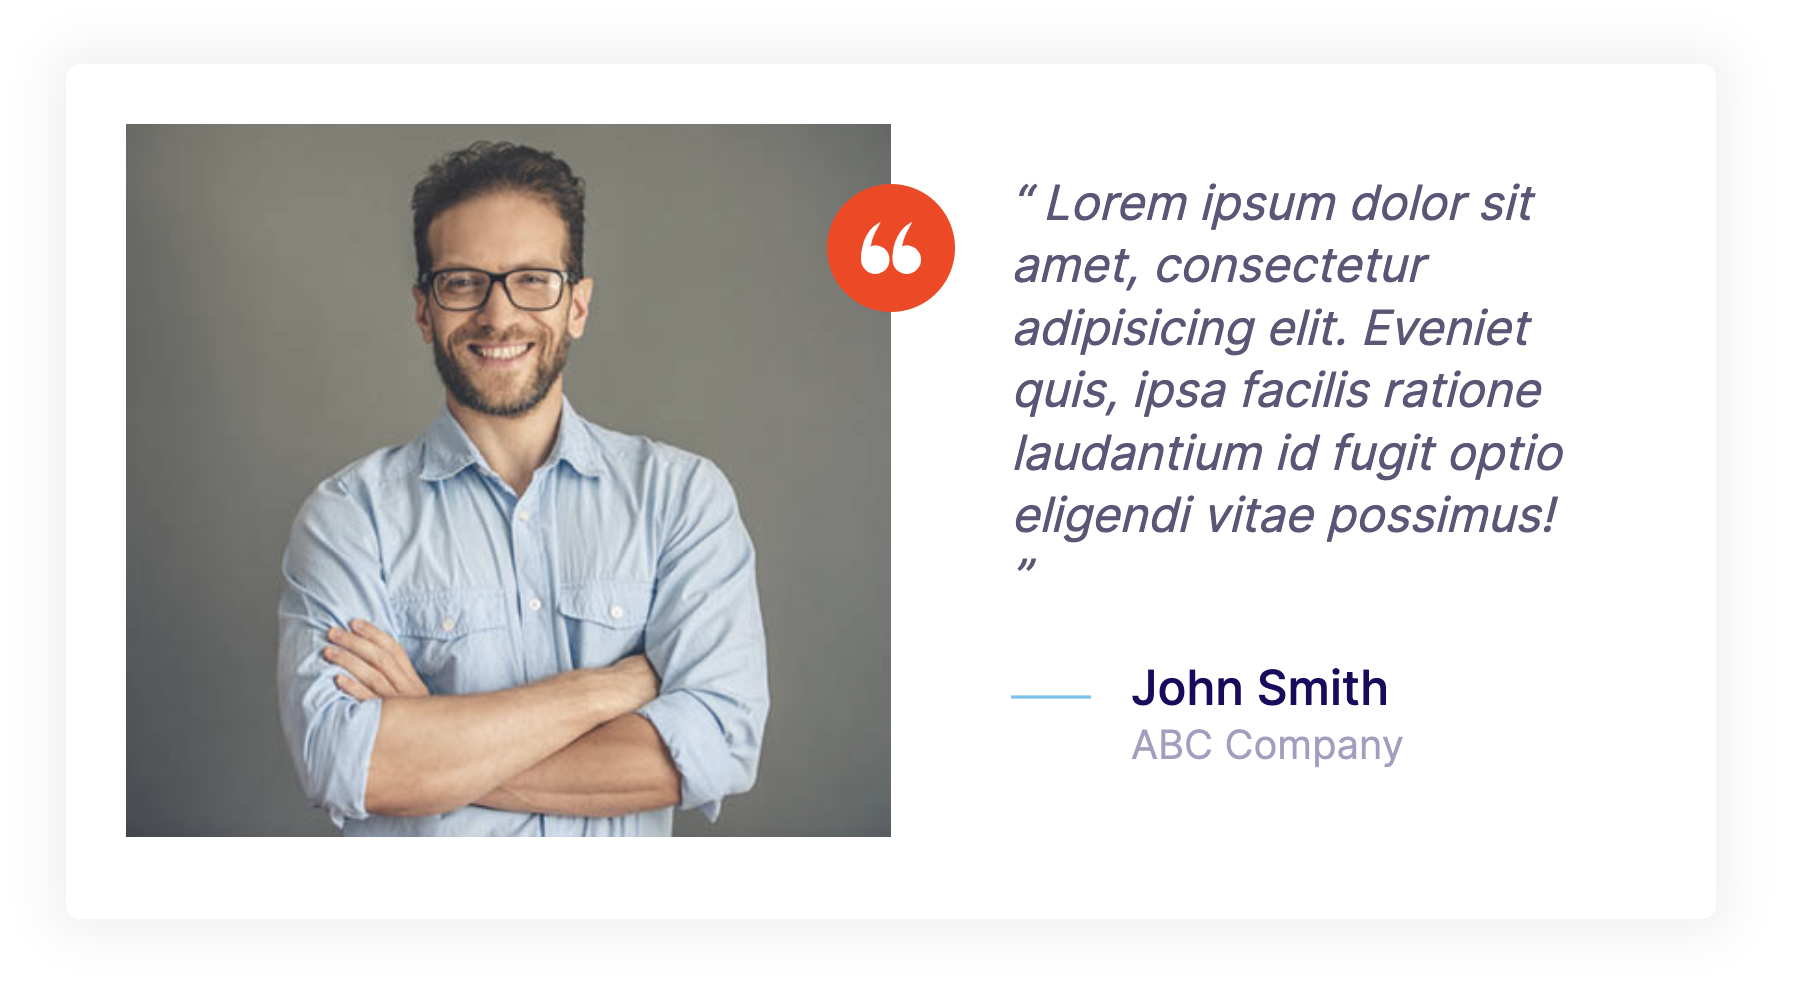 “ Lorem ipsum dolor sit
amet, consectetur
adipisicing elit. Eveniet
quis, ipsa facilis ratione
laudantium id fugit optio
eligendi vitae possimus!
”
John Smith
ABC Company